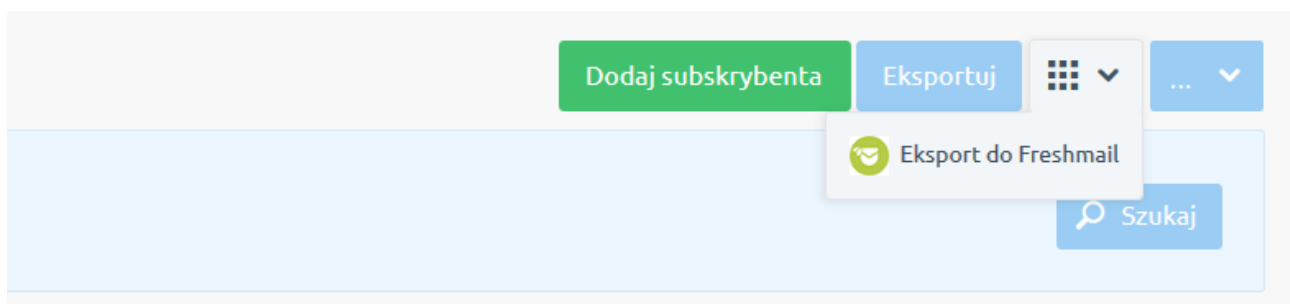 Dodaj subskrybenta
Eksportuj
...
Eksport do Freshmail
Szukaj